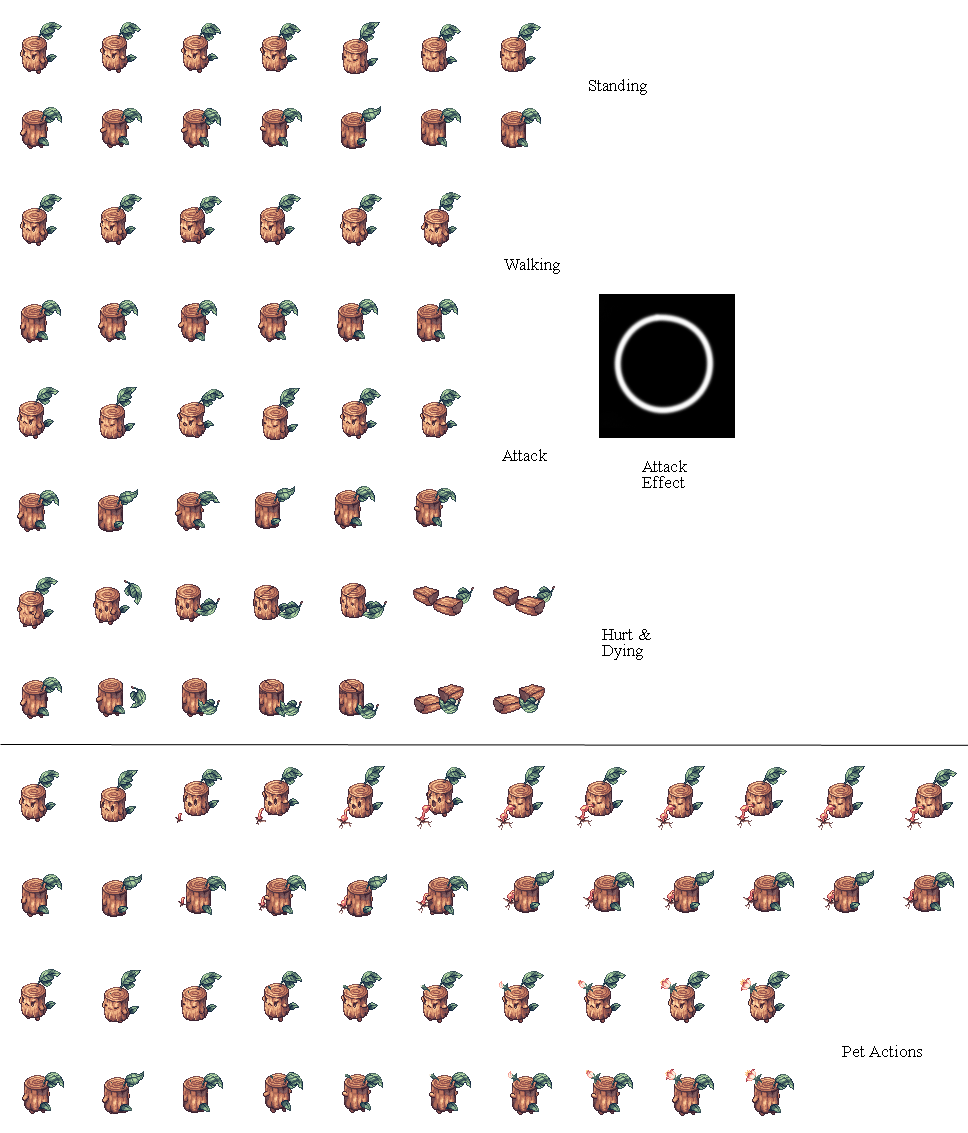 Standing
Walking
Attack
Attack
Effect
Hurt &
Dying
Pet Actions